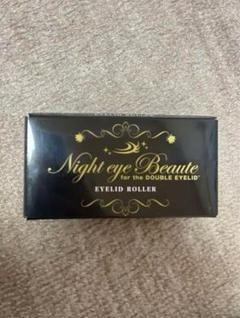 Night eye Beaute
for the DOUBLE EYELID
EYELID ROLLER